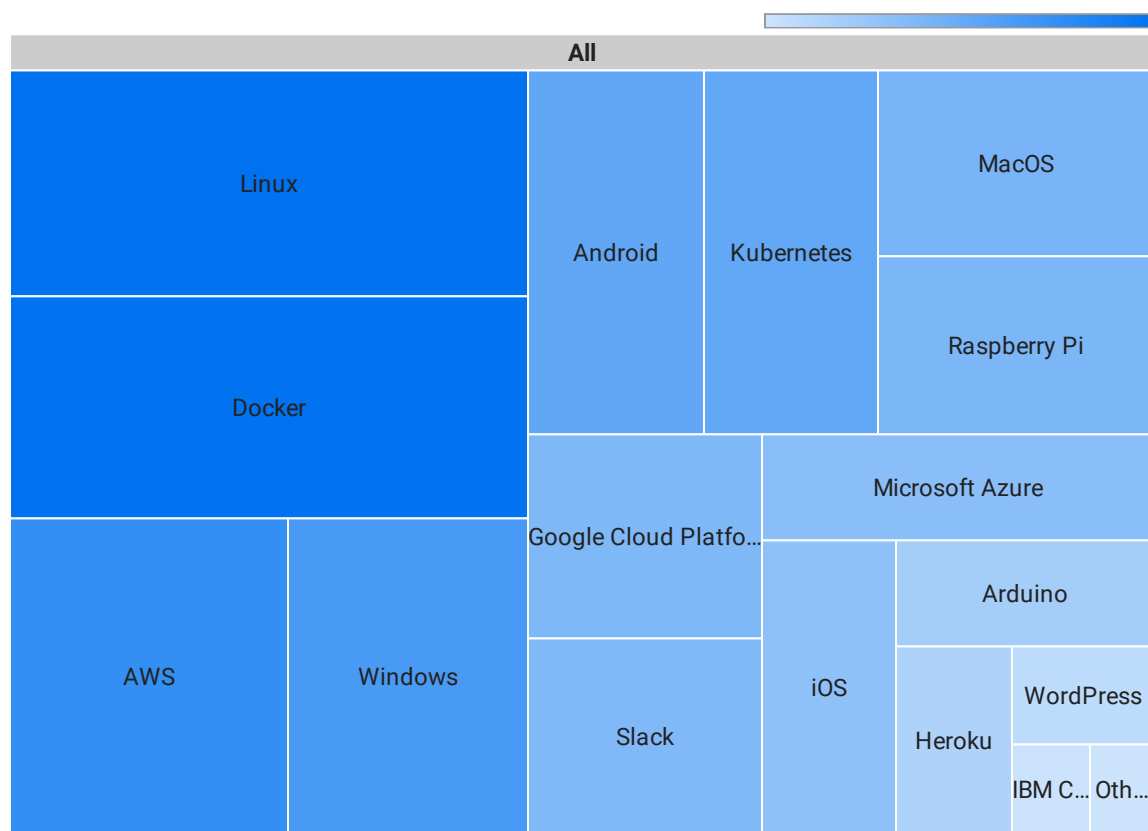 All
Linux
Docker
AWS
Windows
Android
Kubernetes
MacOS
Raspberry Pi
Google Cloud Platfo...
Slack
Microsoft Azure
iOS
Arduino
Heroku
WordPress
IBM C...
Oth...